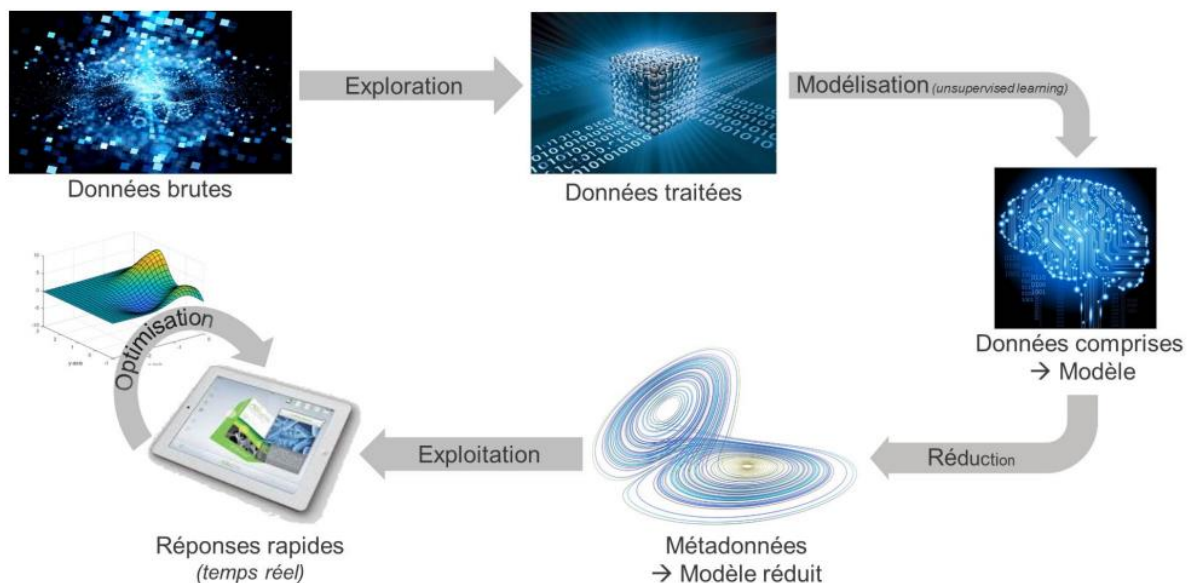 Exploration
Modélisation (unsupervised learning)
Données brutes
Données traitées
Données comprises
→ Modèle
Réduction
Exploitation
Optimisation
Réponses rapides
(temps réel)
Métadonnées
→ Modèle réduit